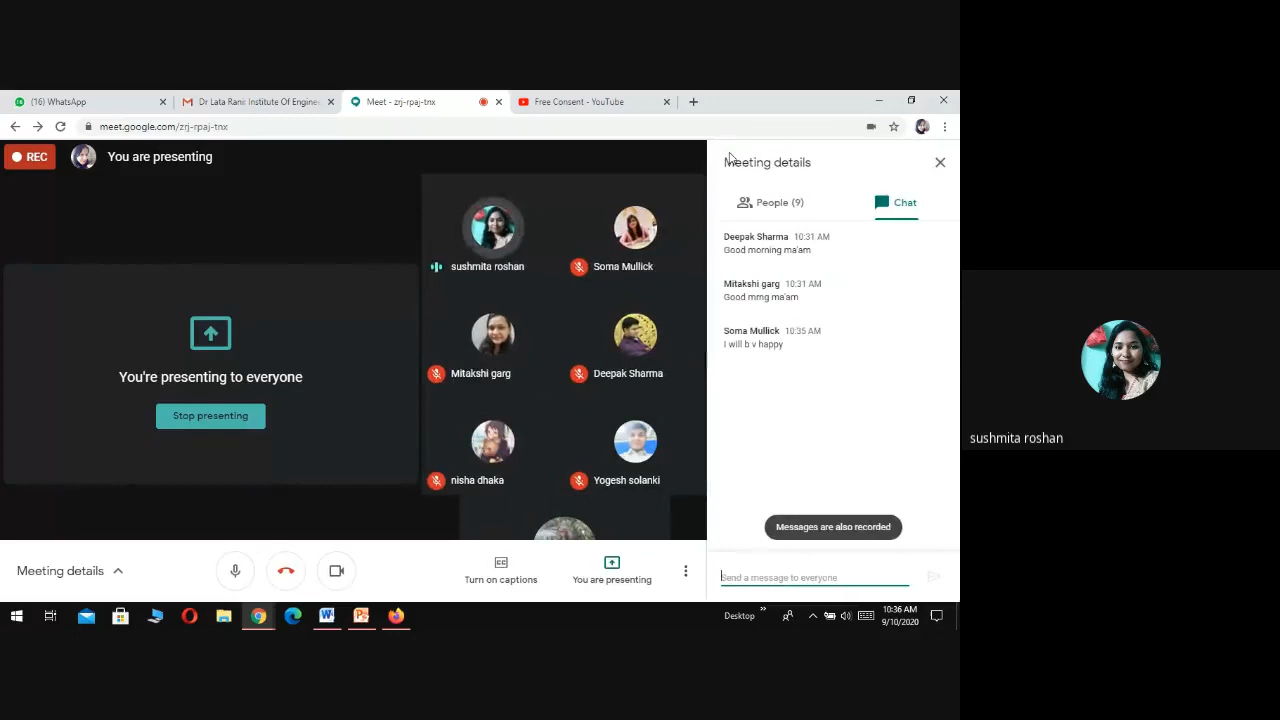 (16) WhatsApp
Dr Lata Rani: Institute Of Engine
Meet - zrj-rpaj-tnx
Free Consent - YouTube
meet.google.com/zrj-rpaj-tnx
REC
You are presenting
You're presenting to everyone
Stop presenting
sushmita roshan
Soma Mullick
Mitakshi garg
Deepak Sharma
nisha dhaka
Yogesh solanki
Meeting details
People (9)
Chat
Deepak Sharma 10:31 AM
Good morning ma'am
Mitakshi garg 10:31 AM
Good mrng ma'am
Soma Mullick 10:35 AM
I will b v happy
Messages are also recorded
Send a message to everyone
Meeting details
Turn on captions
You are presenting
Desktop
10:36 AM
9/10/2020
sushmita roshan